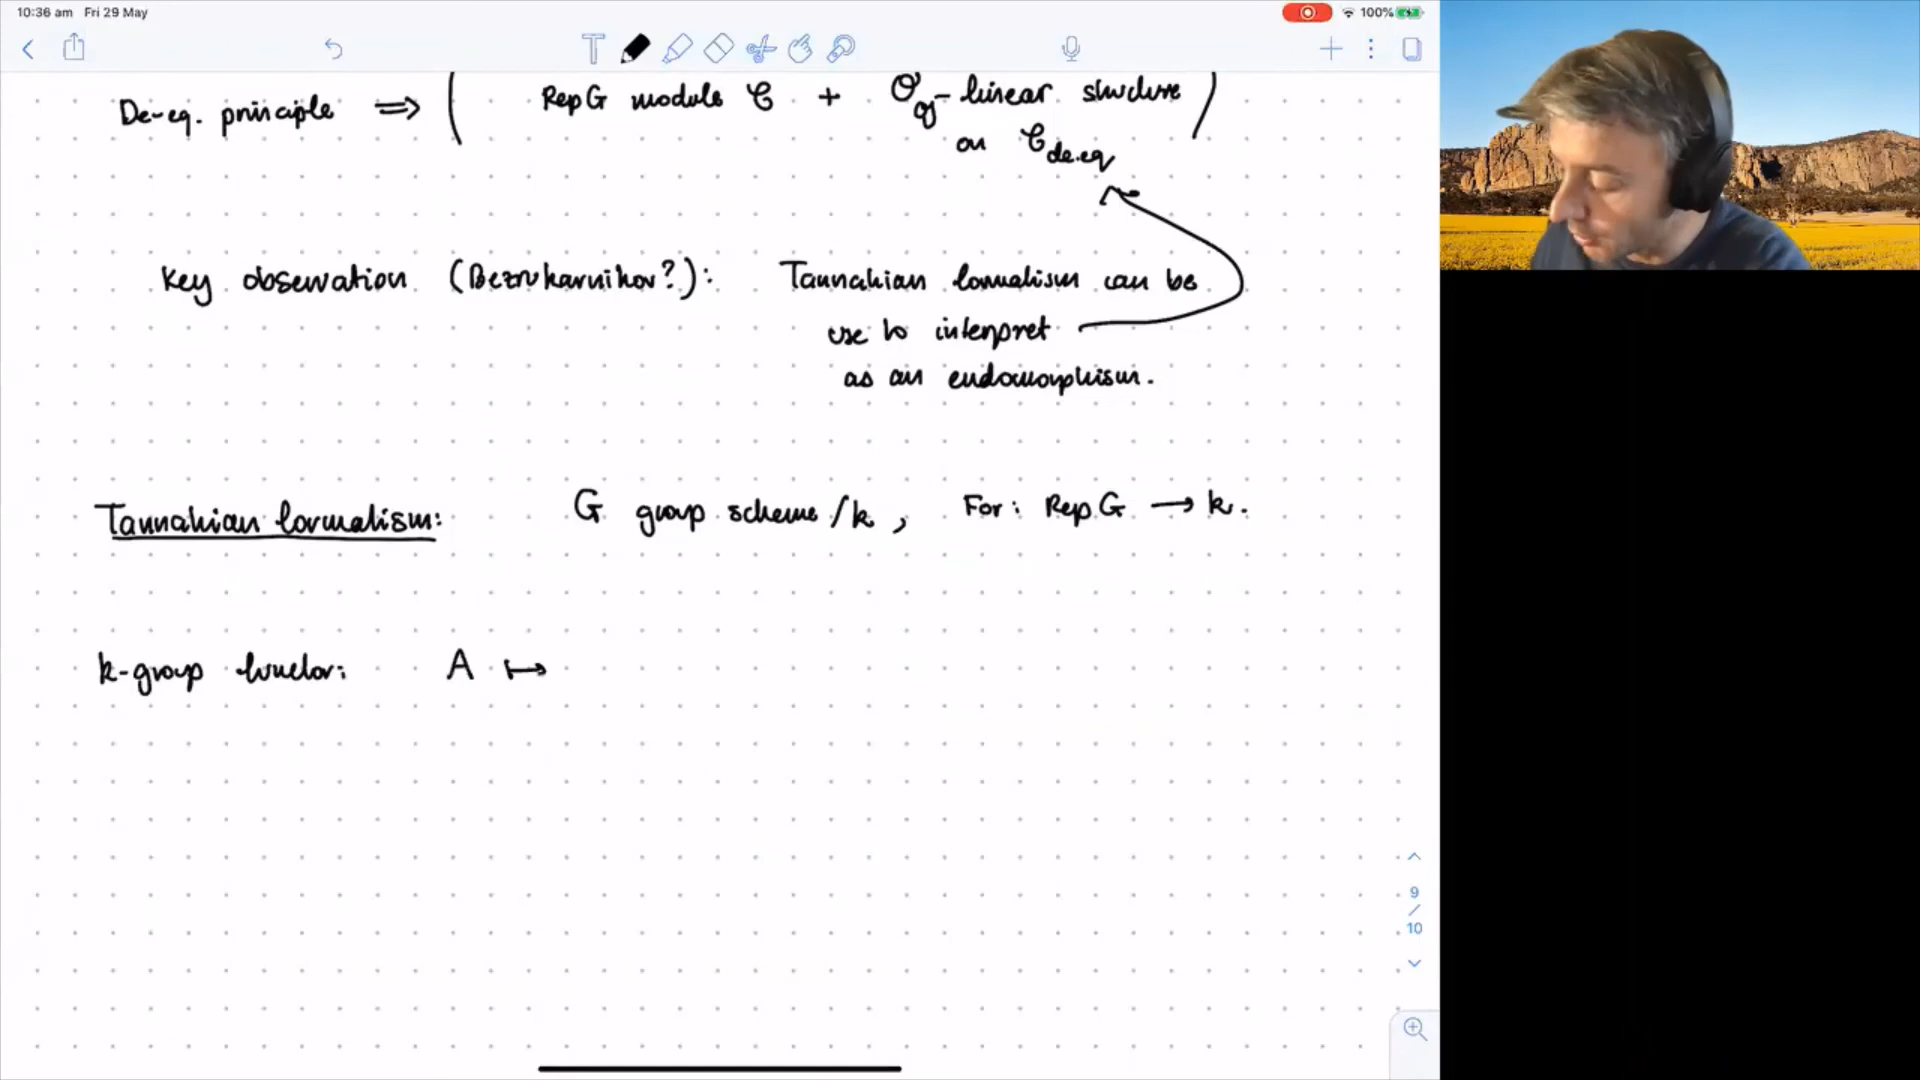 10:36 am Fri 29 May
100%
De-eq. principle ⟹ ( Rep G module 𝒞 + 𝒪_𝔤-linear structure
on 𝒞_de.eq )
Key observation (Bezrukavnikov?): Tannakian formalism can be
use to interpret
as an endomorphism.
Tannakian formalism: G group scheme /k , For: Rep G ⟶ k.
k-group functor: A ↦
9
/
10